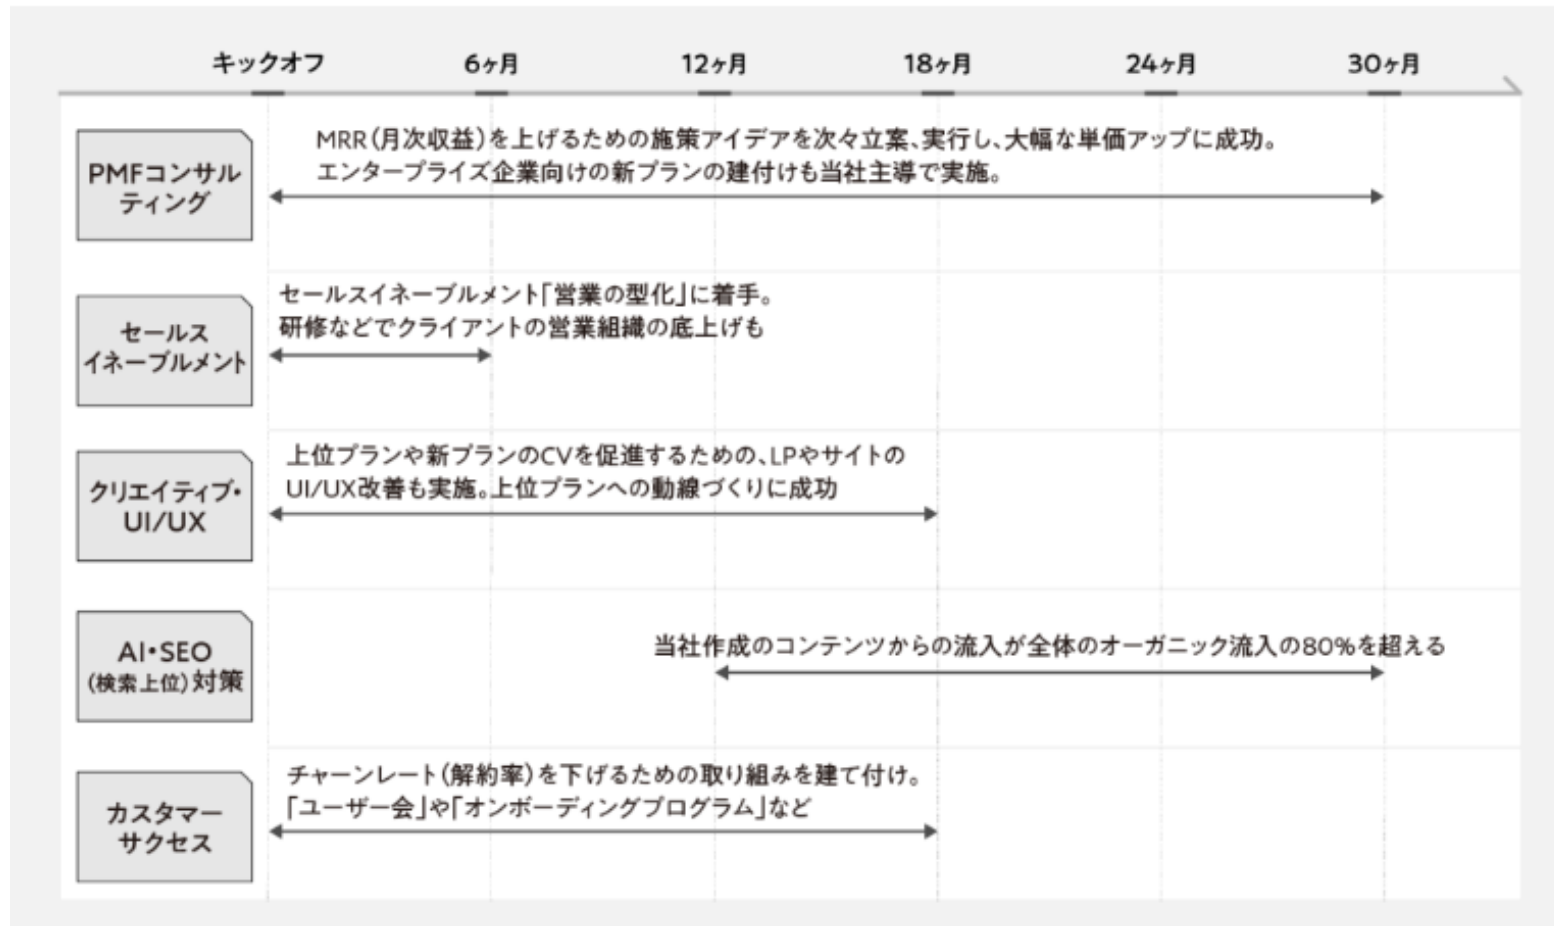 キックオフ 6ヶ月 12ヶ月 18ヶ月 24ヶ月 30ヶ月
PMFコンサル
ティング
MRR(月次収益)を上げるための施策アイデアを次々立案、実行し、大幅な単価アップに成功。
エンタープライズ企業向けの新プランの建付けも当社主導で実施。
セールス
イネーブルメント
セールスイネーブルメント「営業の型化」に着手。
研修などでクライアントの営業組織の底上げも
クリエイティブ・
UI/UX
上位プランや新プランのCVを促進するための、LPやサイトの
UI/UX改善も実施。上位プランへの動線づくりに成功
AI・SEO
(検索上位)対策
当社作成のコンテンツからの流入が全体のオーガニック流入の80%を超える
カスタマー
サクセス
チャーンレート(解約率)を下げるための取り組みを建て付け。
「ユーザー会」や「オンボーディングプログラム」など